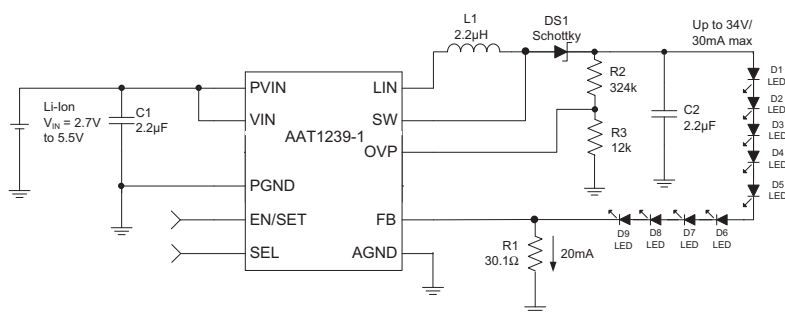 L1
2.2µH
DS1
Schottky
Up to 34V/
30mA max
Li-Ion
VIN = 2.7V
to 5.5V
C1
2.2µF
PVIN
VIN
PGND
EN/SET
SEL
AAT1239-1
LIN
SW
OVP
FB
AGND
R2
324k
R3
12k
C2
2.2µF
D1
LED
D2
LED
D3
LED
D4
LED
D5
LED
D9
LED
D8
LED
D7
LED
D6
LED
R1
30.1Ω
20mA